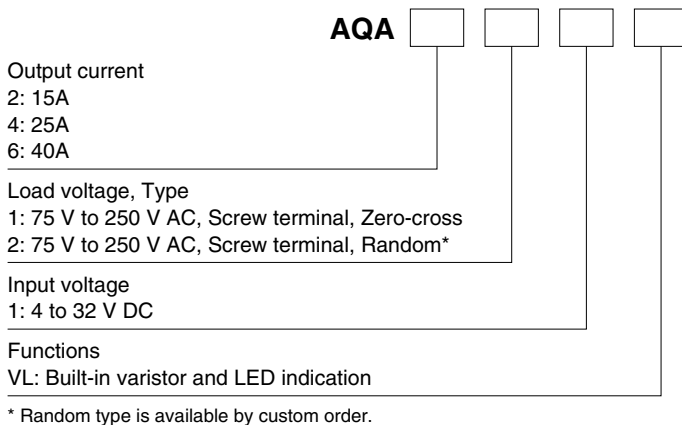 AQA
Output current
2: 15A
4: 25A
6: 40A
Load voltage, Type
1: 75 V to 250 V AC, Screw terminal, Zero-cross
2: 75 V to 250 V AC, Screw terminal, Random*
Input voltage
1: 4 to 32 V DC
Functions
VL: Built-in varistor and LED indication
* Random type is available by custom order.